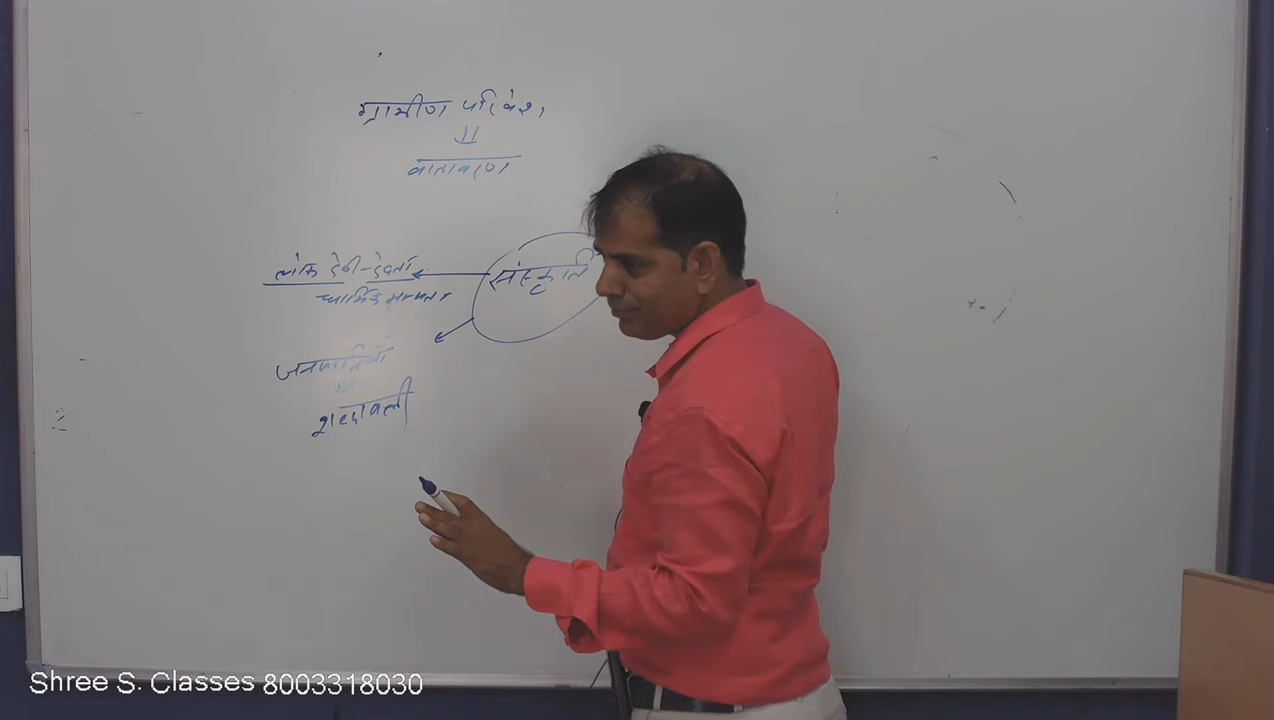 ग्रामीण परिवेश
वातावरण
लोक देवी-देवता
संस्कृति
धार्मिक मान्यता
जनजातियों
शब्दावली
Shree S. Classes 8003318030